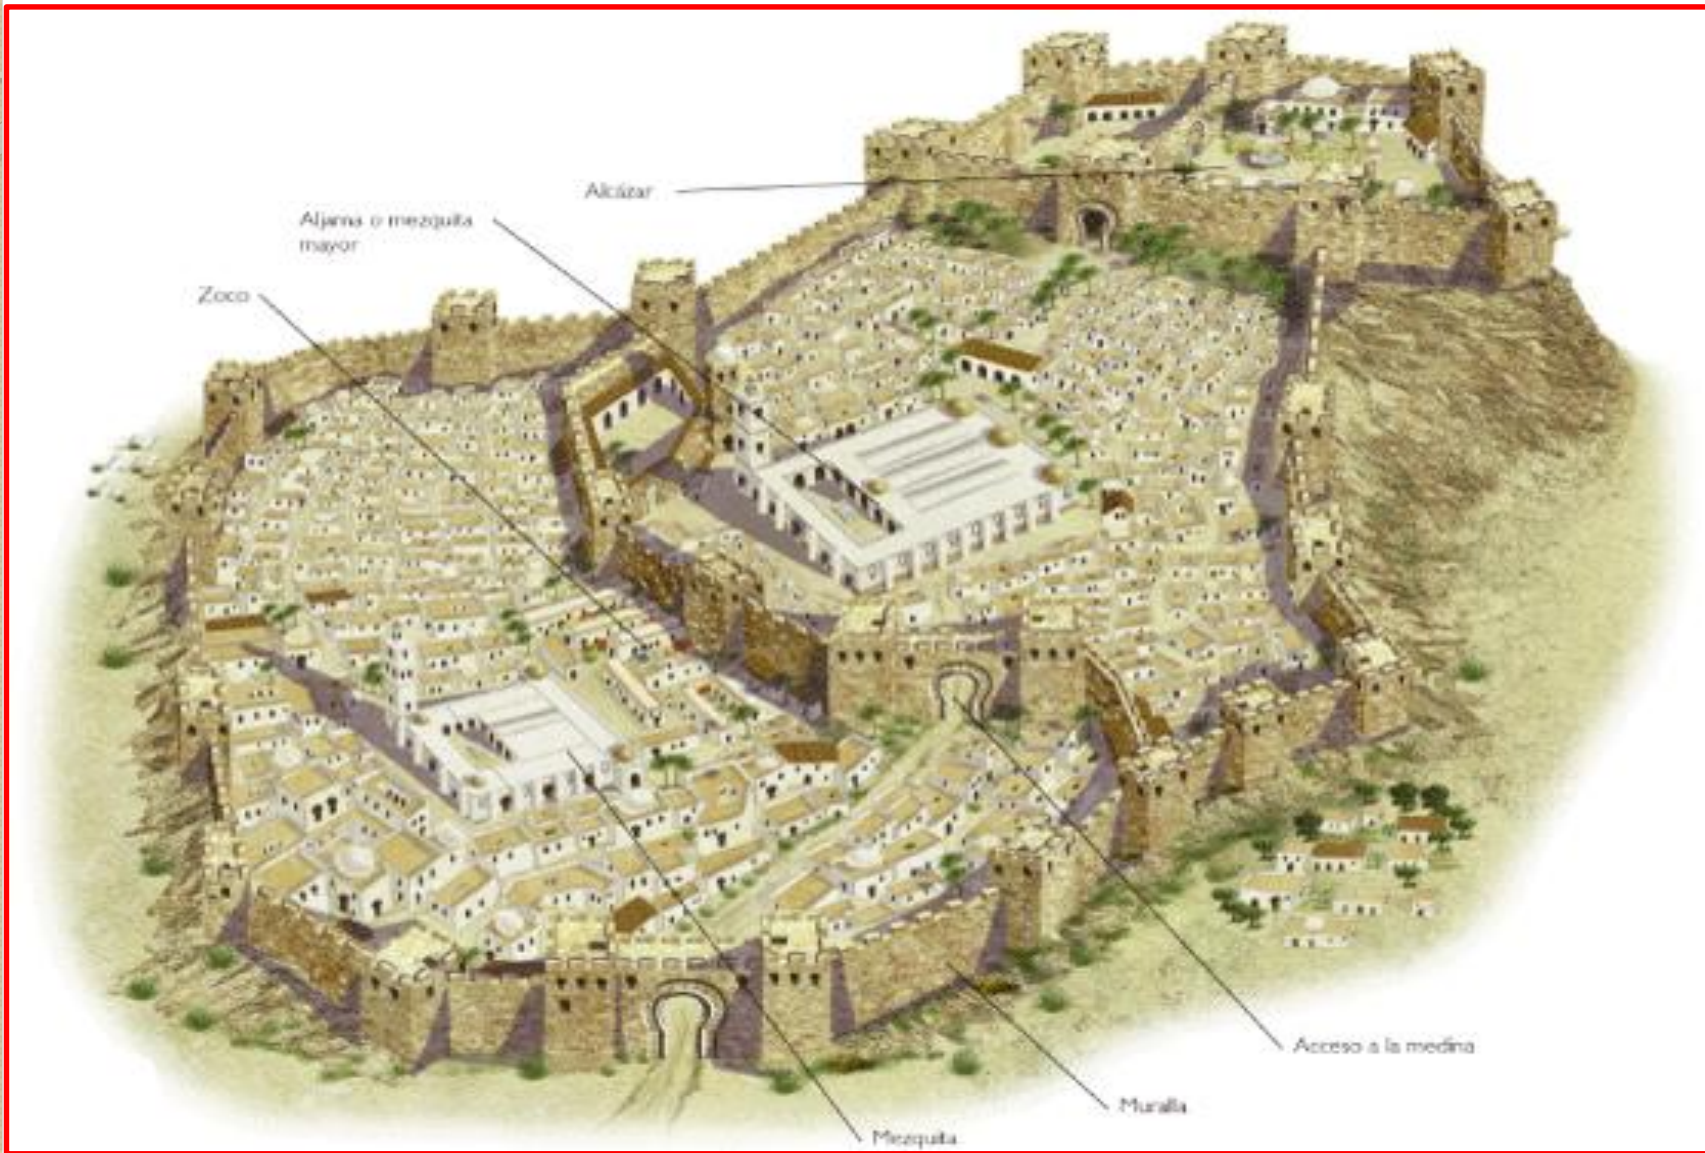 Alcázar
Aljama o mezquita
mayor
Zoco
Acceso a la medina
Muralla
Mezquita